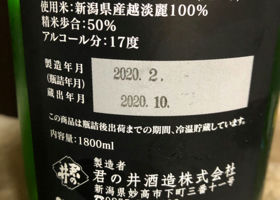 使用米:新潟県産越淡麗100%
精米歩合:50%
アルコール分:17度
製造年月
(瓶詰年月)
2020. 2.
蔵出年月
2020. 10.
この商品は瓶詰後出荷までの期間、冷温貯蔵しています。
内容量:1800ml
製造者
君の井
君の井酒造株式会社
新潟県妙高市下町三番十一号